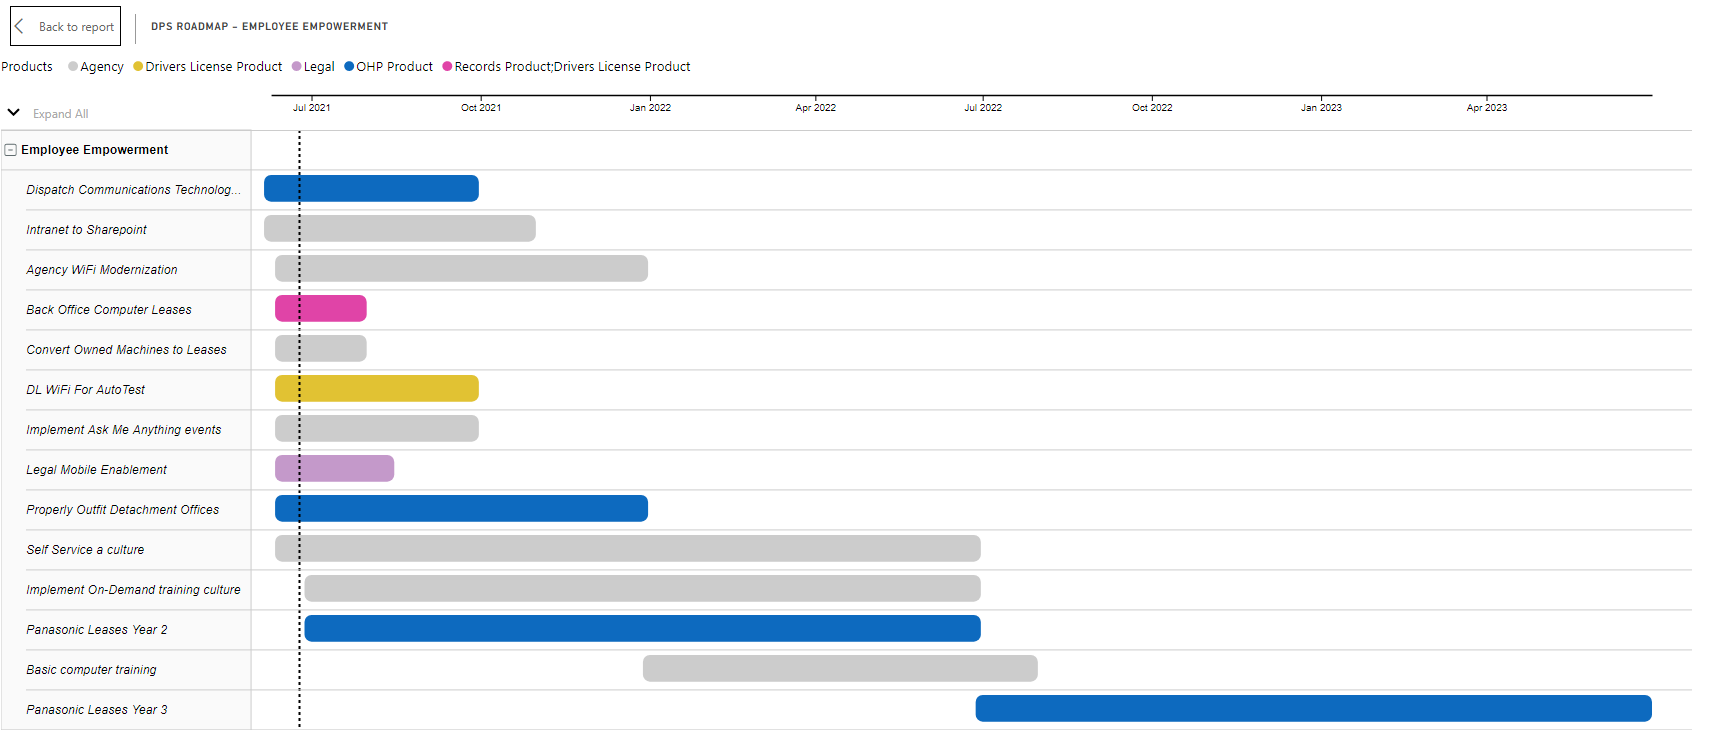 Back to report
DPS ROADMAP - EMPLOYEE EMPOWERMENT
Products Agency Drivers License Product Legal OHP Product Records Product;Drivers License Product
Jul 2021 Oct 2021 Jan 2022 Apr 2022 Jul 2022 Oct 2022 Jan 2023 Apr 2023
Expand All
Employee Empowerment
Dispatch Communications Technolog...
Intranet to Sharepoint
Agency WiFi Modernization
Back Office Computer Leases
Convert Owned Machines to Leases
DL WiFi For AutoTest
Implement Ask Me Anything events
Legal Mobile Enablement
Properly Outfit Detachment Offices
Self Service a culture
Implement On-Demand training culture
Panasonic Leases Year 2
Basic computer training
Panasonic Leases Year 3